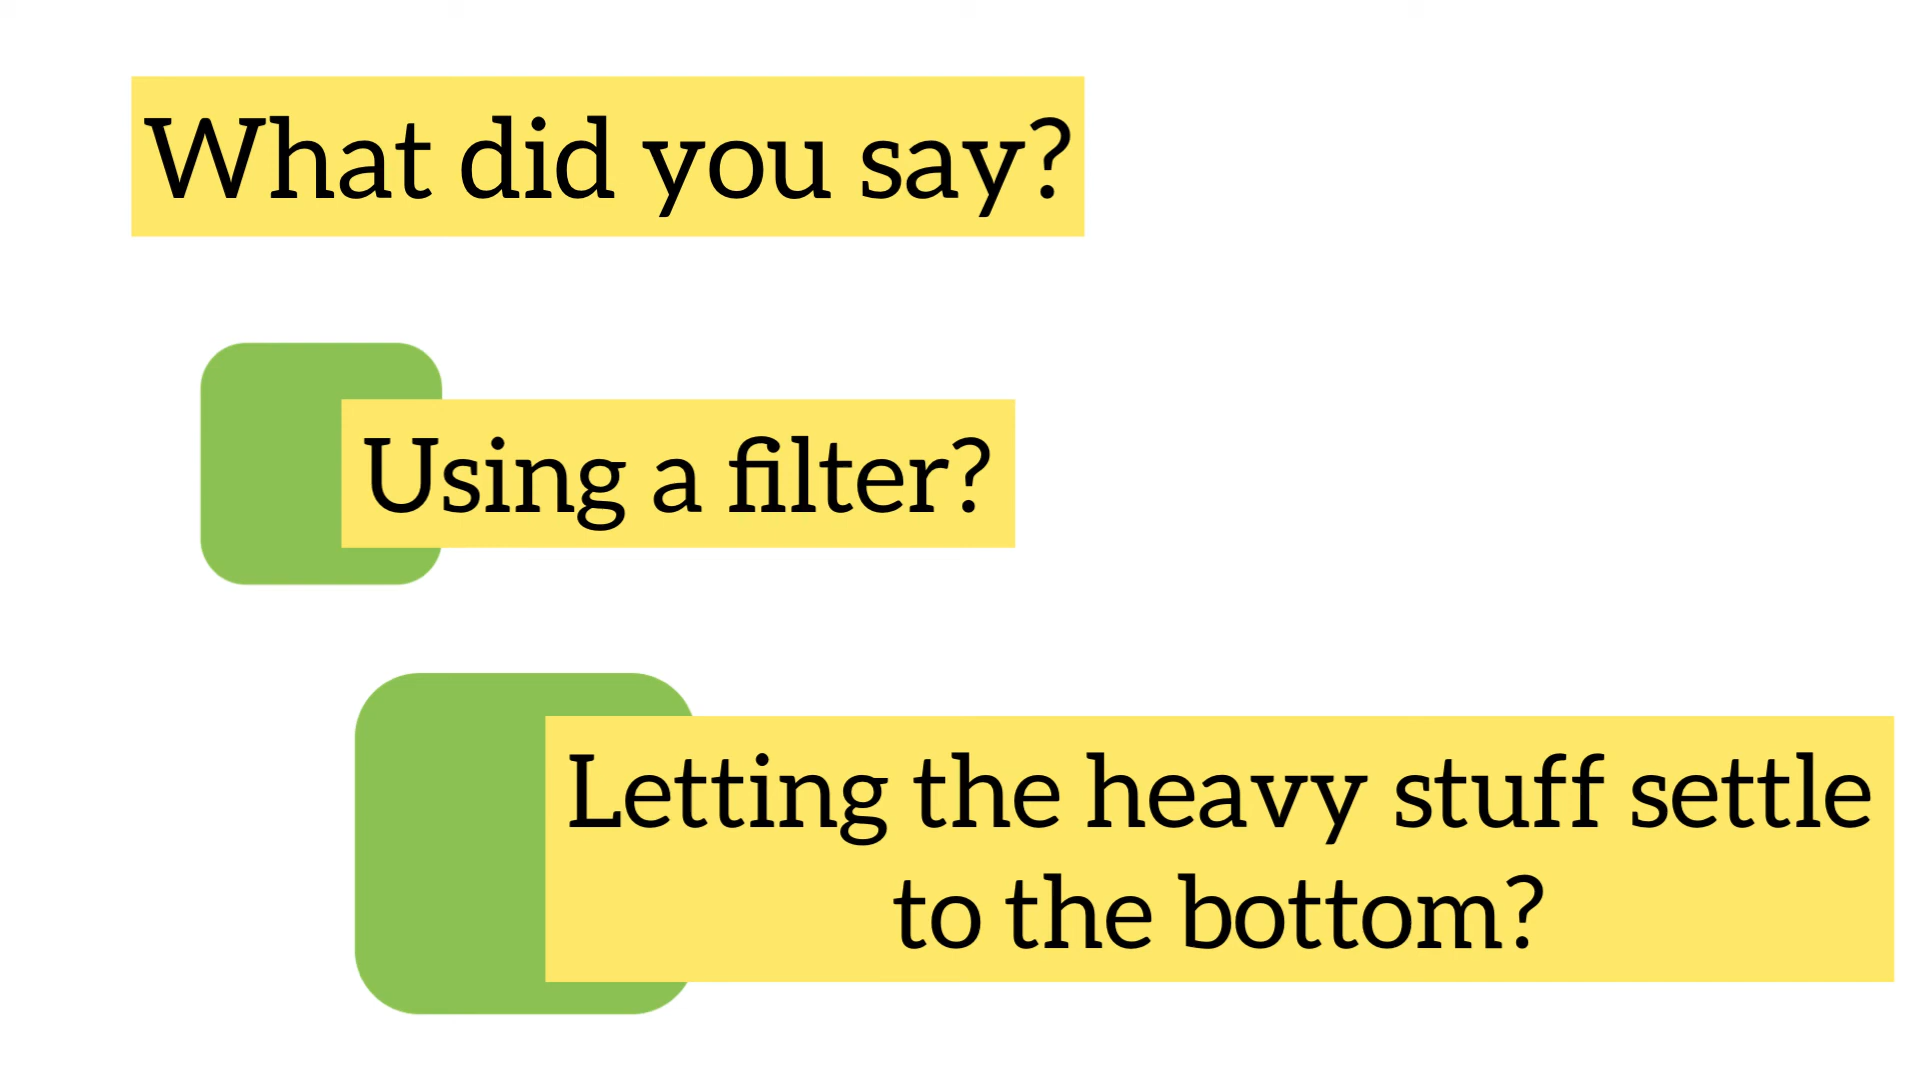 What did you say?
Using a filter?
Letting the heavy stuff settle
to the bottom?